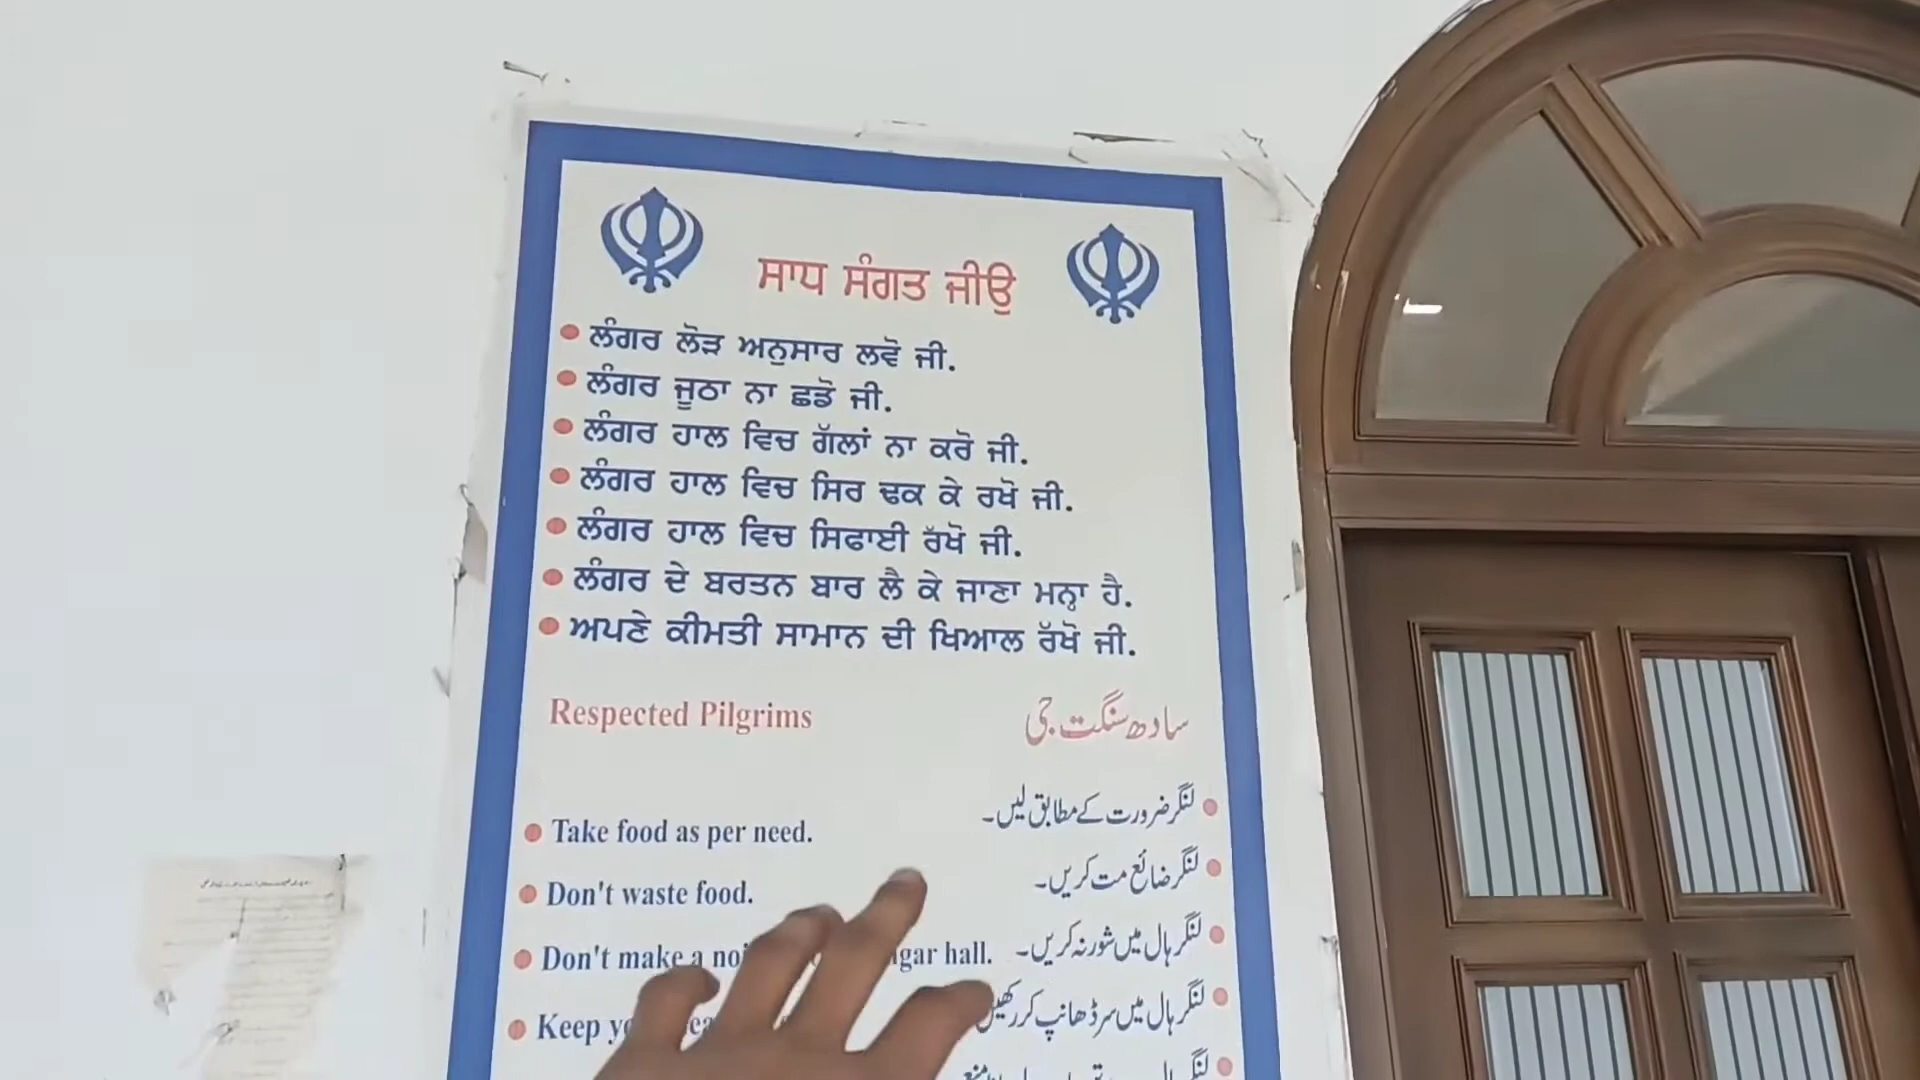 ਸਾਧ ਸੰਗਤ ਜੀਉ
ਲੰਗਰ ਲੋੜ ਅਨੁਸਾਰ ਲਵੋ ਜੀ.
ਲੰਗਰ ਜੂਠਾ ਨਾ ਛਡੋ ਜੀ.
ਲੰਗਰ ਹਾਲ ਵਿਚ ਗੱਲਾਂ ਨਾ ਕਰੋ ਜੀ.
ਲੰਗਰ ਹਾਲ ਵਿਚ ਸਿਰ ਢਕ ਕੇ ਰਖੋ ਜੀ.
ਲੰਗਰ ਹਾਲ ਵਿਚ ਸਿਫਾਈ ਰੱਖੋ ਜੀ.
ਲੰਗਰ ਦੇ ਬਰਤਨ ਬਾਰ ਲੈ ਕੇ ਜਾਣਾ ਮਨ੍ਹਾ ਹੈ.
ਅਪਣੇ ਕੀਮਤੀ ਸਾਮਾਨ ਦੀ ਖਿਆਲ ਰੱਖੋ ਜੀ.
Respected Pilgrims
سادھ سنگت جی
Take food as per need.
لنگر ضرورت کے مطابق لیں۔
Don't waste food.
لنگر ضائع مت کریں۔
Don't make a gar hall.
لنگر ہال میں شور نہ کریں۔
Keep
لنگر ہال میں سر ڈھانپ کر رکھیں